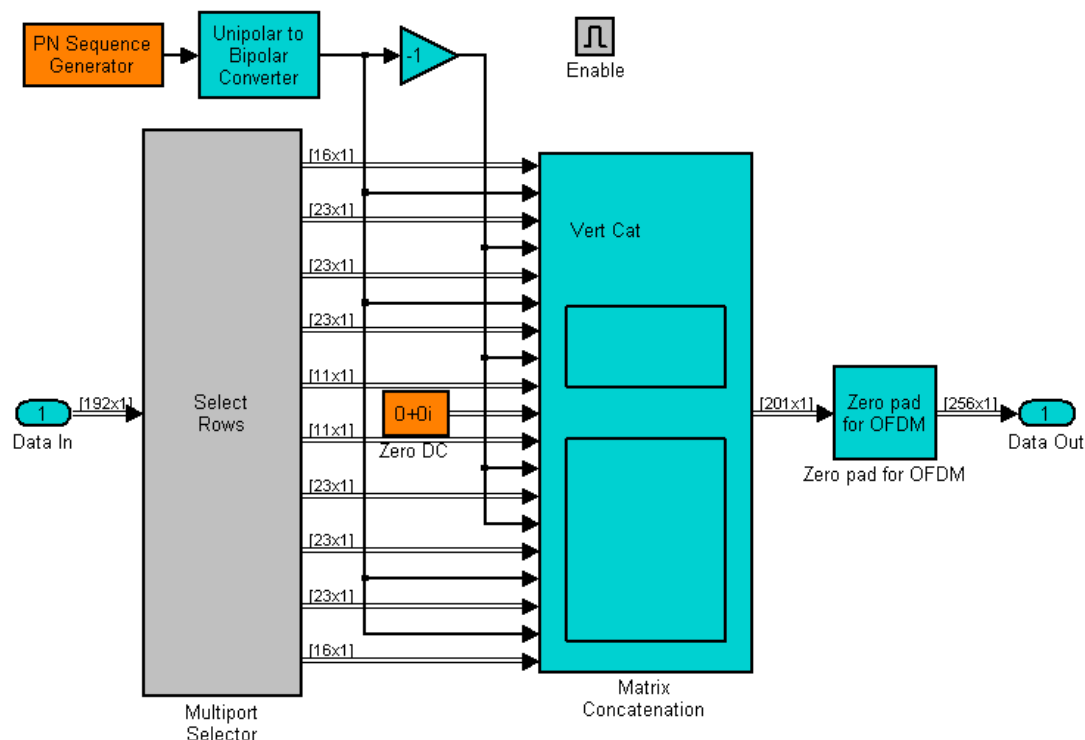 PN Sequence
Generator
Unipolar to
Bipolar
Converter
-1
Enable
[16x1]
[23x1]
[23x1]
[23x1]
[11x1]
[11x1]
[23x1]
[23x1]
[23x1]
[16x1]
Vert Cat
1
[192x1]
Data In
Select
Rows
0+0i
Zero DC
[201x1]
Zero pad
for OFDM
[256x1]
1
Data Out
Zero pad for OFDM
Multiport
Selector
Matrix
Concatenation